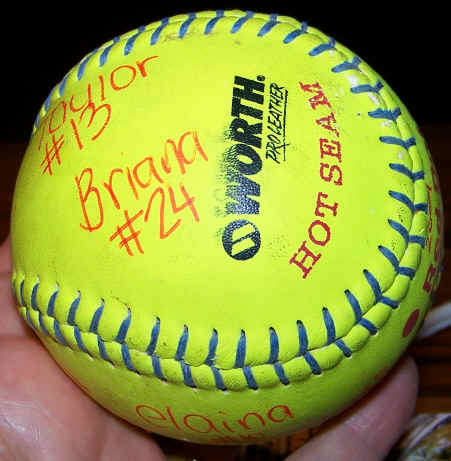 Taylor
#13
Briana
#24
WORTH.
PRO LEATHER
HOT SEAM
elaina